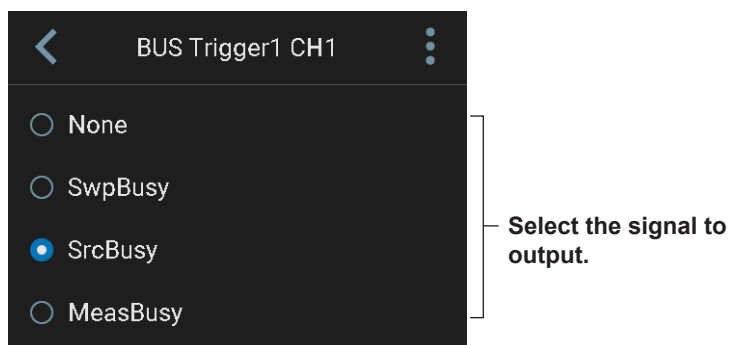 BUS Trigger1 CH1
None
SwpBusy
SrcBusy
MeasBusy
Select the signal to
output.